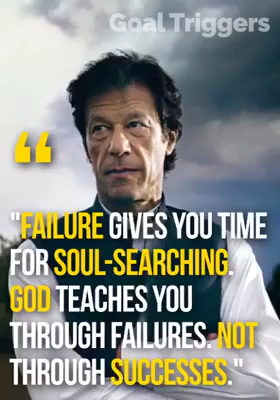 Goal Triggers
“
"FAILURE GIVES YOU TIME
FOR SOUL-SEARCHING.
GOD TEACHES YOU
THROUGH FAILURES. NOT
THROUGH SUCCESSES."